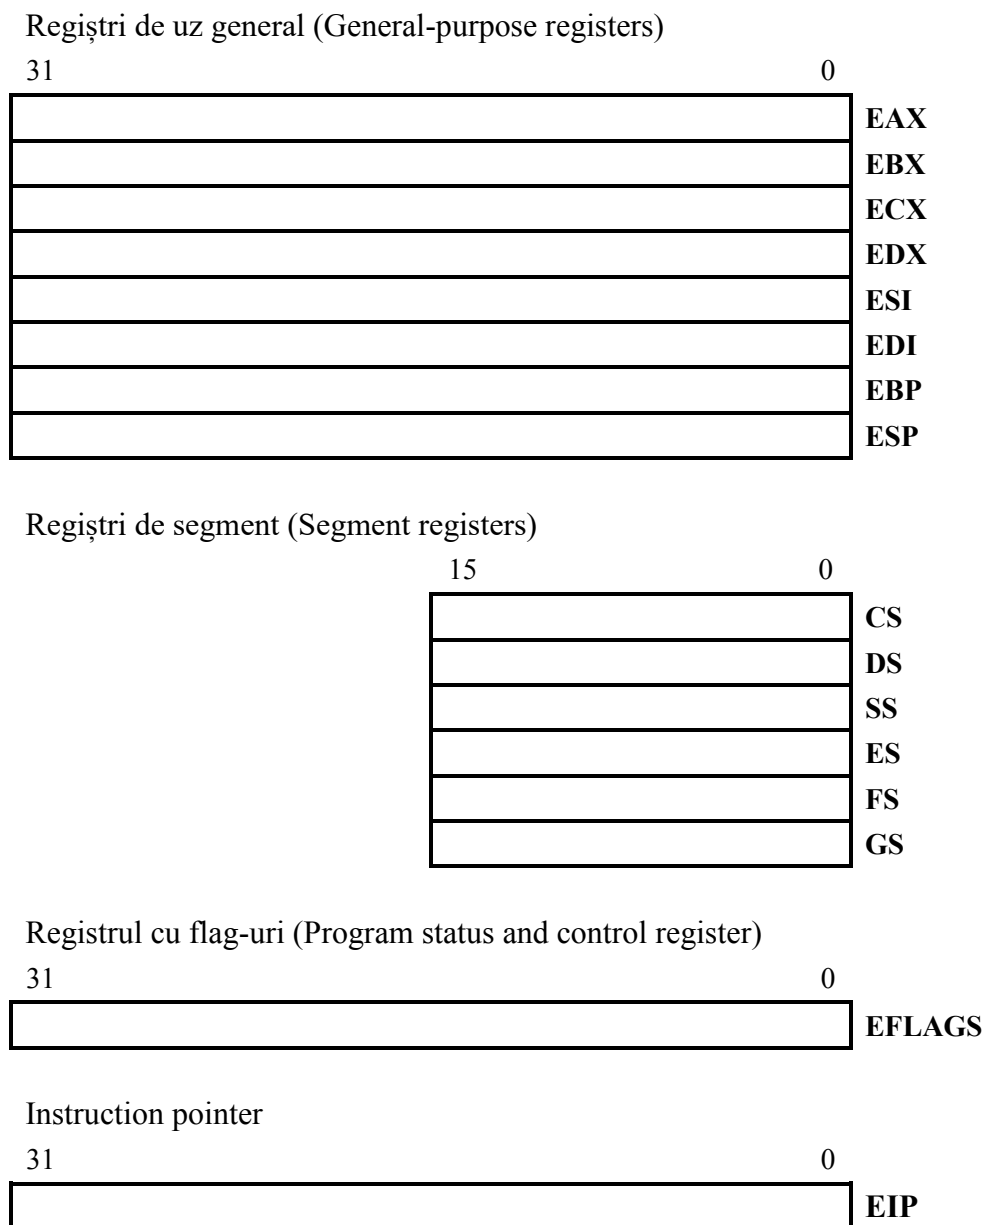 Regiștri de uz general (General-purpose registers)
31 0
EAX
EBX
ECX
EDX
ESI
EDI
EBP
ESP
Regiștri de segment (Segment registers)
15 0
CS
DS
SS
ES
FS
GS
Registrul cu flag-uri (Program status and control register)
31 0
EFLAGS
Instruction pointer
31 0
EIP